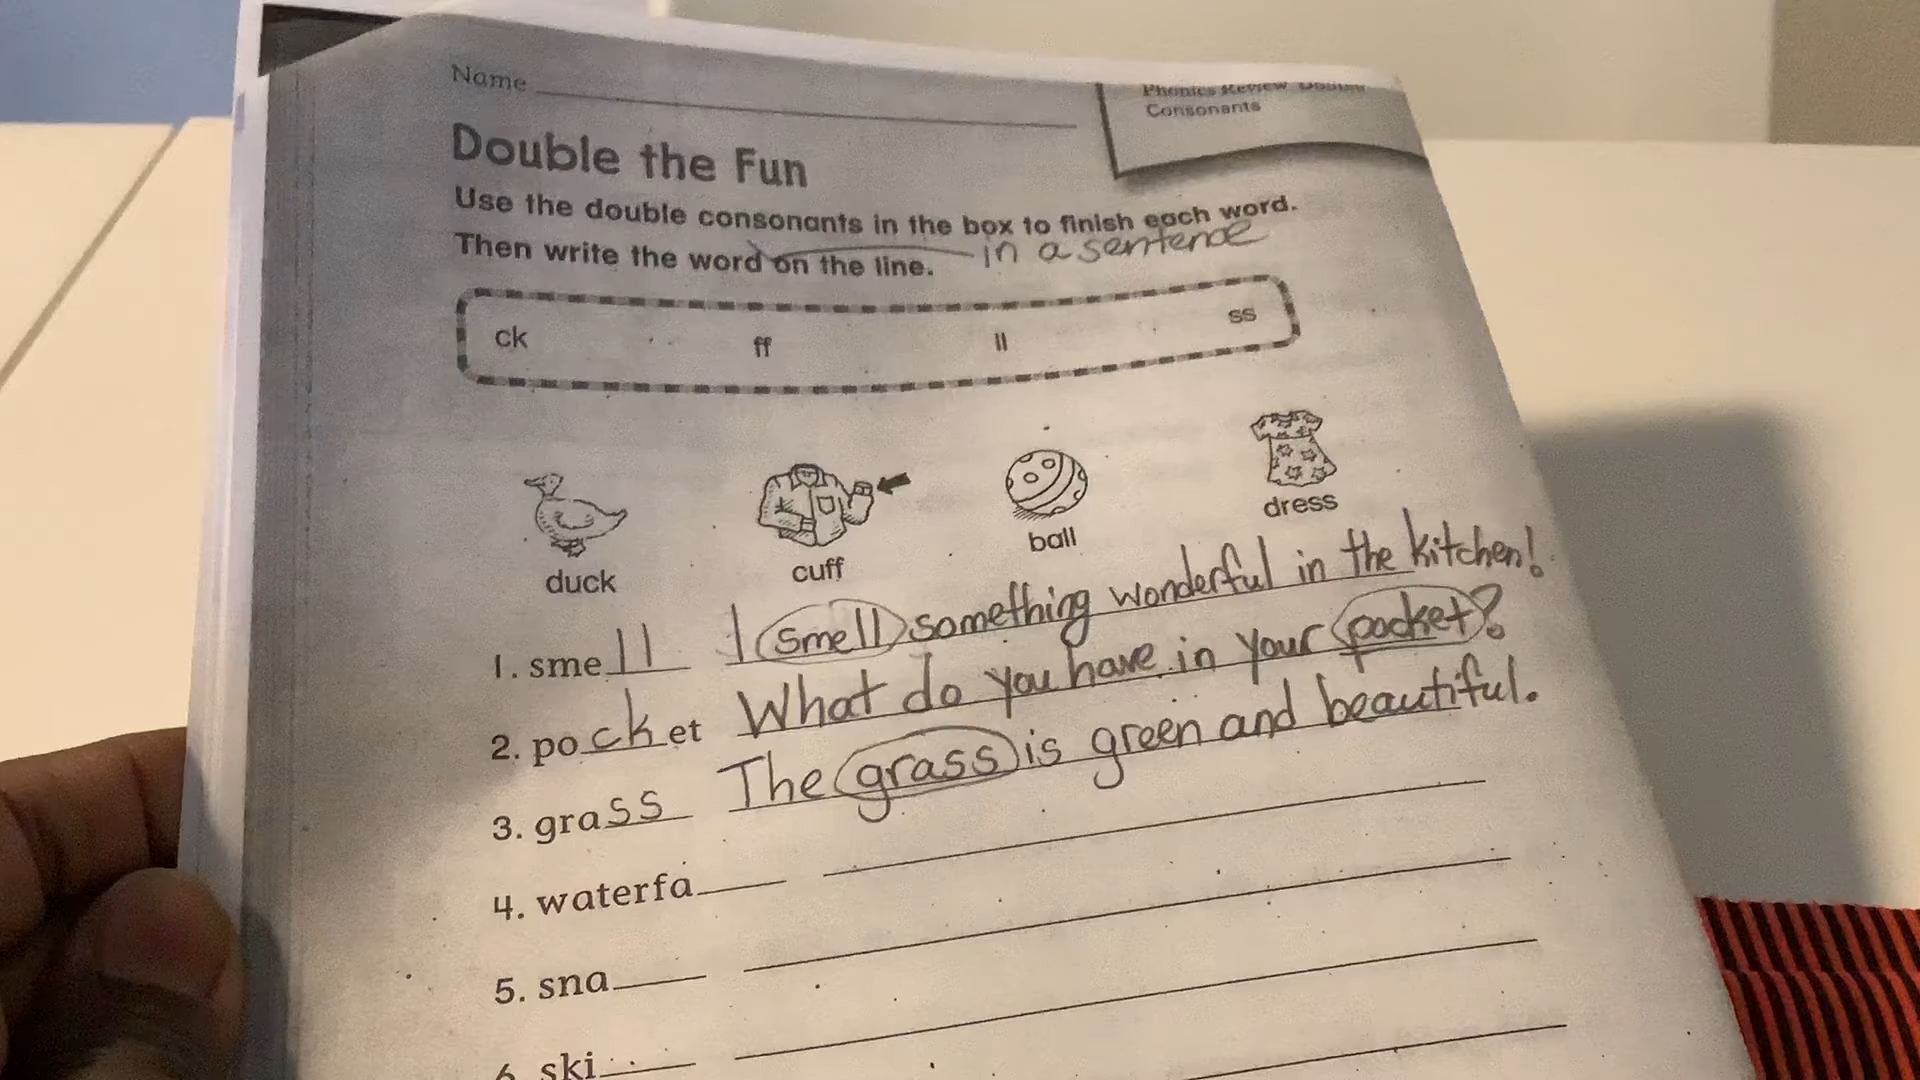 Name
Phonics Review Double
Consonants
Double the Fun
Use the double consonants in the box to finish each word.
Then write the word on the line. in a sentence
ck ff ll ss
duck cuff ball dress
1. smell I smell something wonderful in the kitchen!
2. pocket What do you have in your pocket?
3. grass The grass is green and beautiful.
4. waterfa
5. sna
6. ski